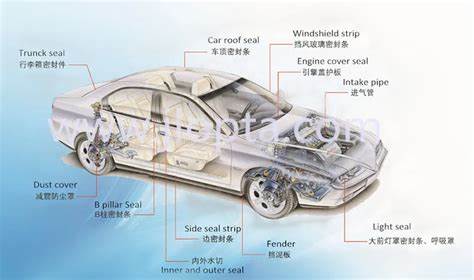 Windshield strip
挡风玻璃密封条
Car roof seal
车顶密封条
Trunck seal
行李箱密封件
Engine cover seal
引擎盖护板
Intake pipe
进气管
www.ilopta.com
Dust cover
减震防尘罩
B pillar Seal
B柱密封条
Side seal strip
边密封条
Fender
挡泥板
Light seal
大前灯罩密封条、呼吸罩
内外水切
Inner and outer seal